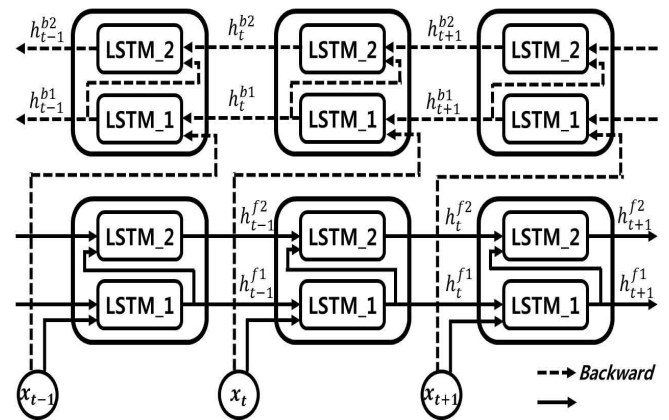 h_{t-1}^{b2} LSTM_2 h_t^{b2} LSTM_2 h_{t+1}^{b2} LSTM_2
h_{t-1}^{b1} LSTM_1 h_t^{b1} LSTM_1 h_{t+1}^{b1} LSTM_1
LSTM_2 h_{t-1}^{f2} LSTM_2 h_t^{f2} LSTM_2 h_{t+1}^{f2}
LSTM_1 h_{t-1}^{f1} LSTM_1 h_t^{f1} LSTM_1 h_{t+1}^{f1}
x_{t-1} x_t x_{t+1} Backward